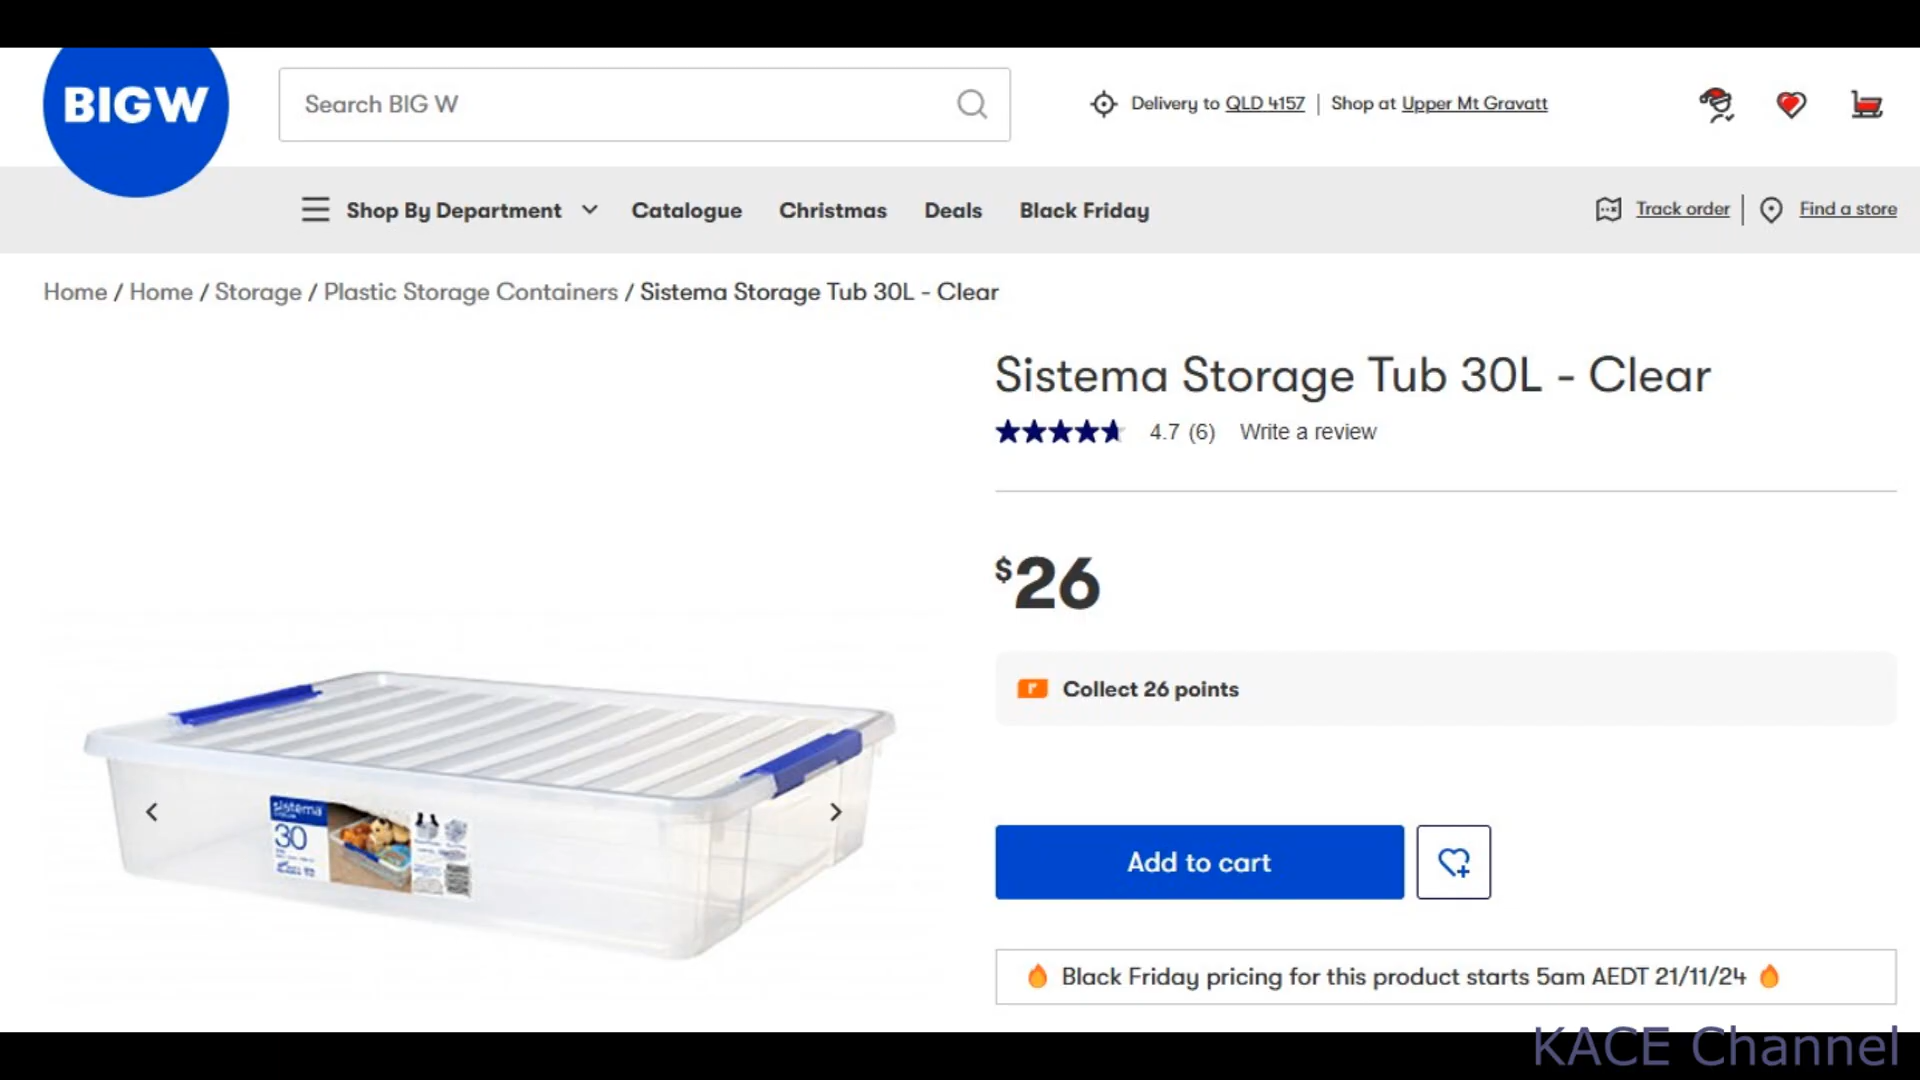 BIGW
Search BIG W
Delivery to QLD 4157 | Shop at Upper Mt Gravatt
Shop By Department
Catalogue
Christmas
Deals
Black Friday
Track order
Find a store
Home / Home / Storage / Plastic Storage Containers / Sistema Storage Tub 30L - Clear
Sistema Storage Tub 30L - Clear
4.7 (6) Write a review
$26
Collect 26 points
sistema
30
Add to cart
Black Friday pricing for this product starts 5am AEDT 21/11/24
KACE Channel